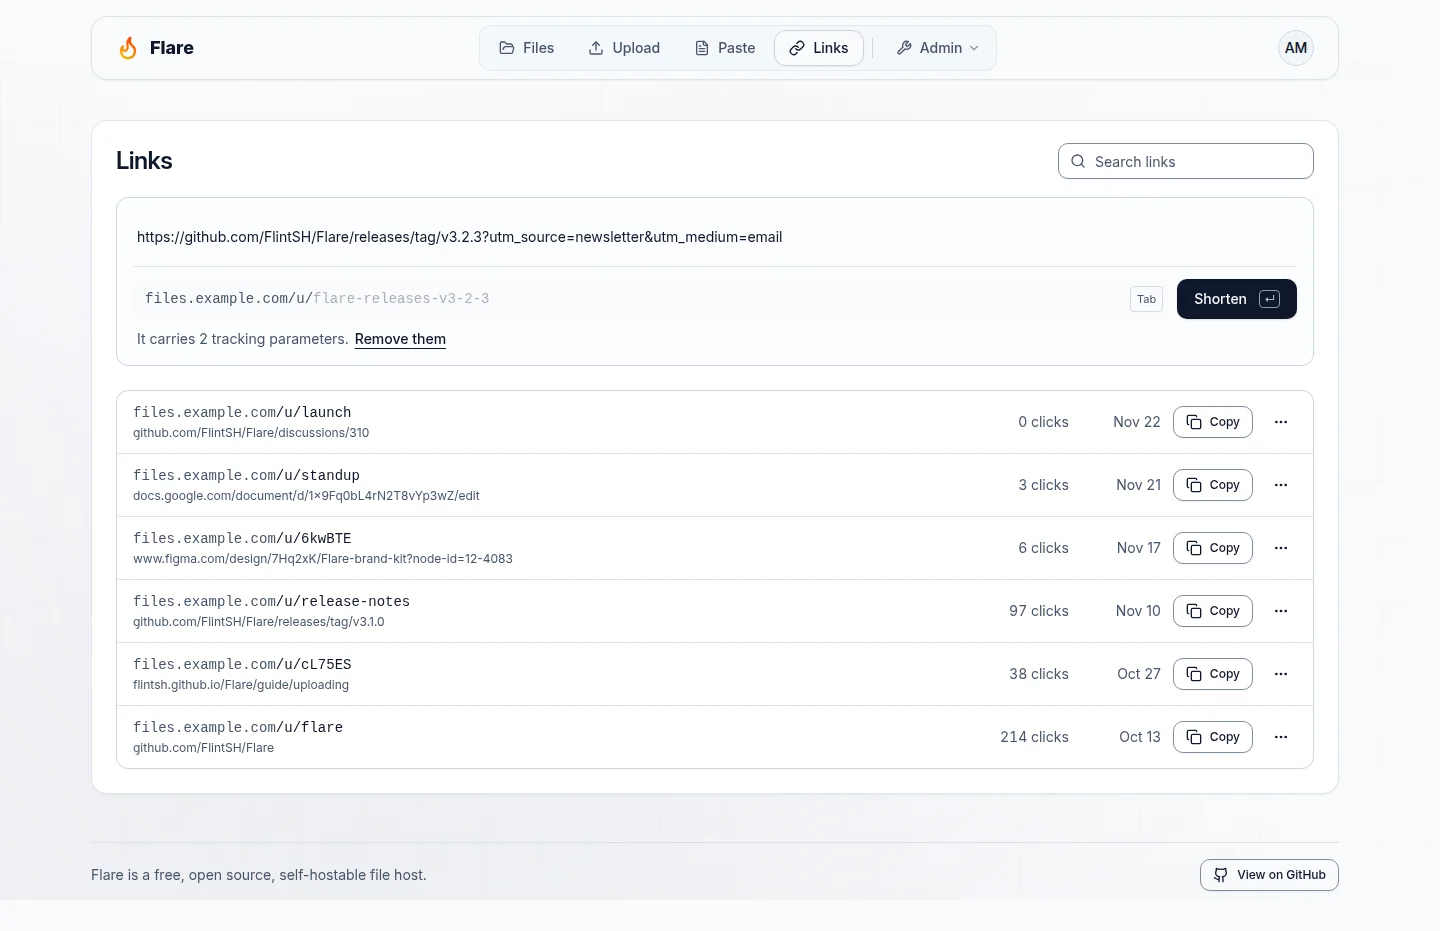 Flare
Files
Upload
Paste
Links
Admin
AM
Links
Search links
https://github.com/FlintSH/Flare/releases/tag/v3.2.3?utm_source=newsletter&utm_medium=email
files.example.com/u/flare-releases-v3-2-3
Tab
Shorten
It carries 2 tracking parameters. Remove them
files.example.com/u/launch
github.com/FlintSH/Flare/discussions/310
0 clicks
Nov 22
Copy
files.example.com/u/standup
docs.google.com/document/d/1x9Fq0bL4rN2T8vYp3wZ/edit
3 clicks
Nov 21
Copy
files.example.com/u/6kwBTE
www.figma.com/design/7Hq2xK/Flare-brand-kit?node-id=12-4083
6 clicks
Nov 17
Copy
files.example.com/u/release-notes
github.com/FlintSH/Flare/releases/tag/v3.1.0
97 clicks
Nov 10
Copy
files.example.com/u/cL75ES
flintsh.github.io/Flare/guide/uploading
38 clicks
Oct 27
Copy
files.example.com/u/flare
github.com/FlintSH/Flare
214 clicks
Oct 13
Copy
Flare is a free, open source, self-hostable file host.
View on GitHub